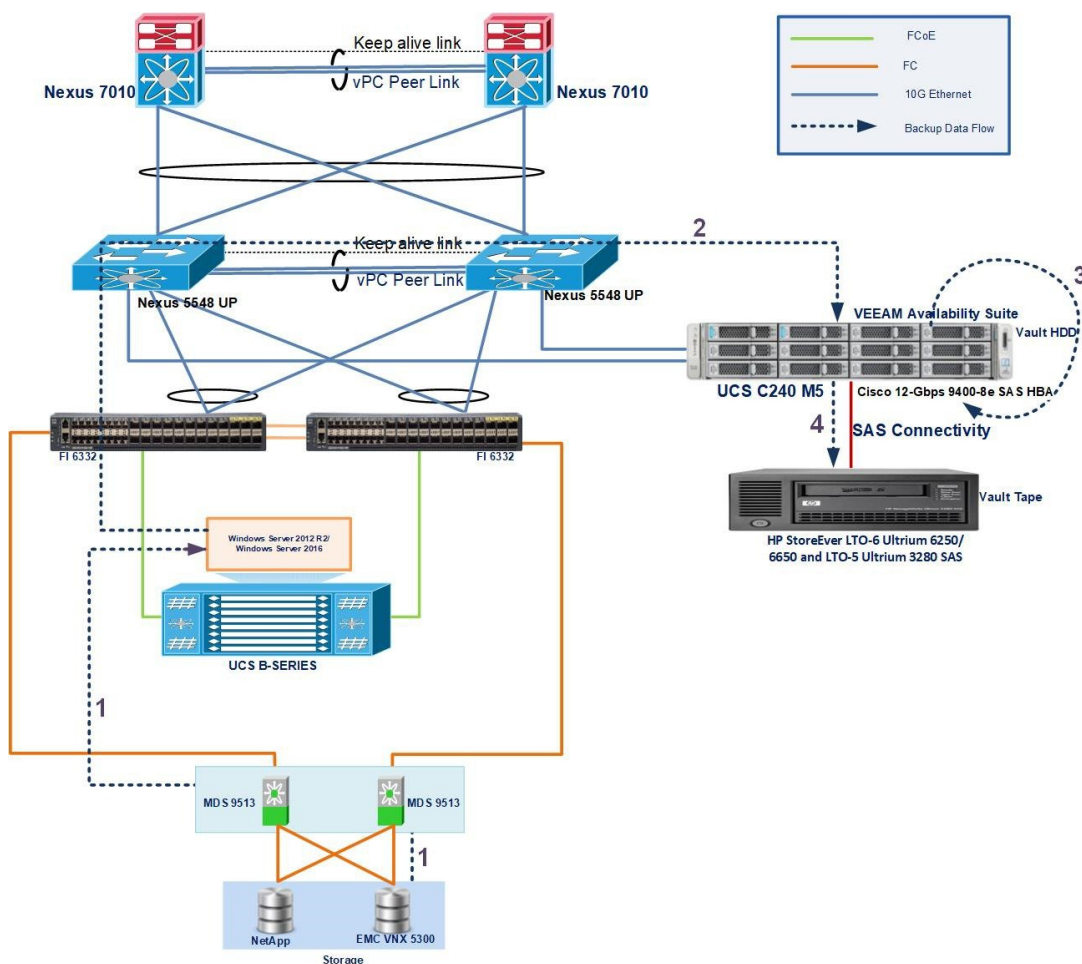 Keep alive link
vPC Peer Link
Nexus 7010
Nexus 7010
FCoE
FC
10G Ethernet
Backup Data Flow
Keep alive link
vPC Peer Link
Nexus 5548 UP
Nexus 5548 UP
2
3
VEEAM Availability Suite
Vault HDD
UCS C240 M5
Cisco 12-Gbps 9400-8e SAS HBA
4
SAS Connectivity
FI 6332
FI 6332
Vault Tape
HP StoreEver LTO-6 Ultrium 6250/
6650 and LTO-5 Ultrium 3280 SAS
Windows Server 2012 R2/
Windows Server 2016
UCS B-SERIES
1
MDS 9513
MDS 9513
1
NetApp
EMC VNX 5300
Storage